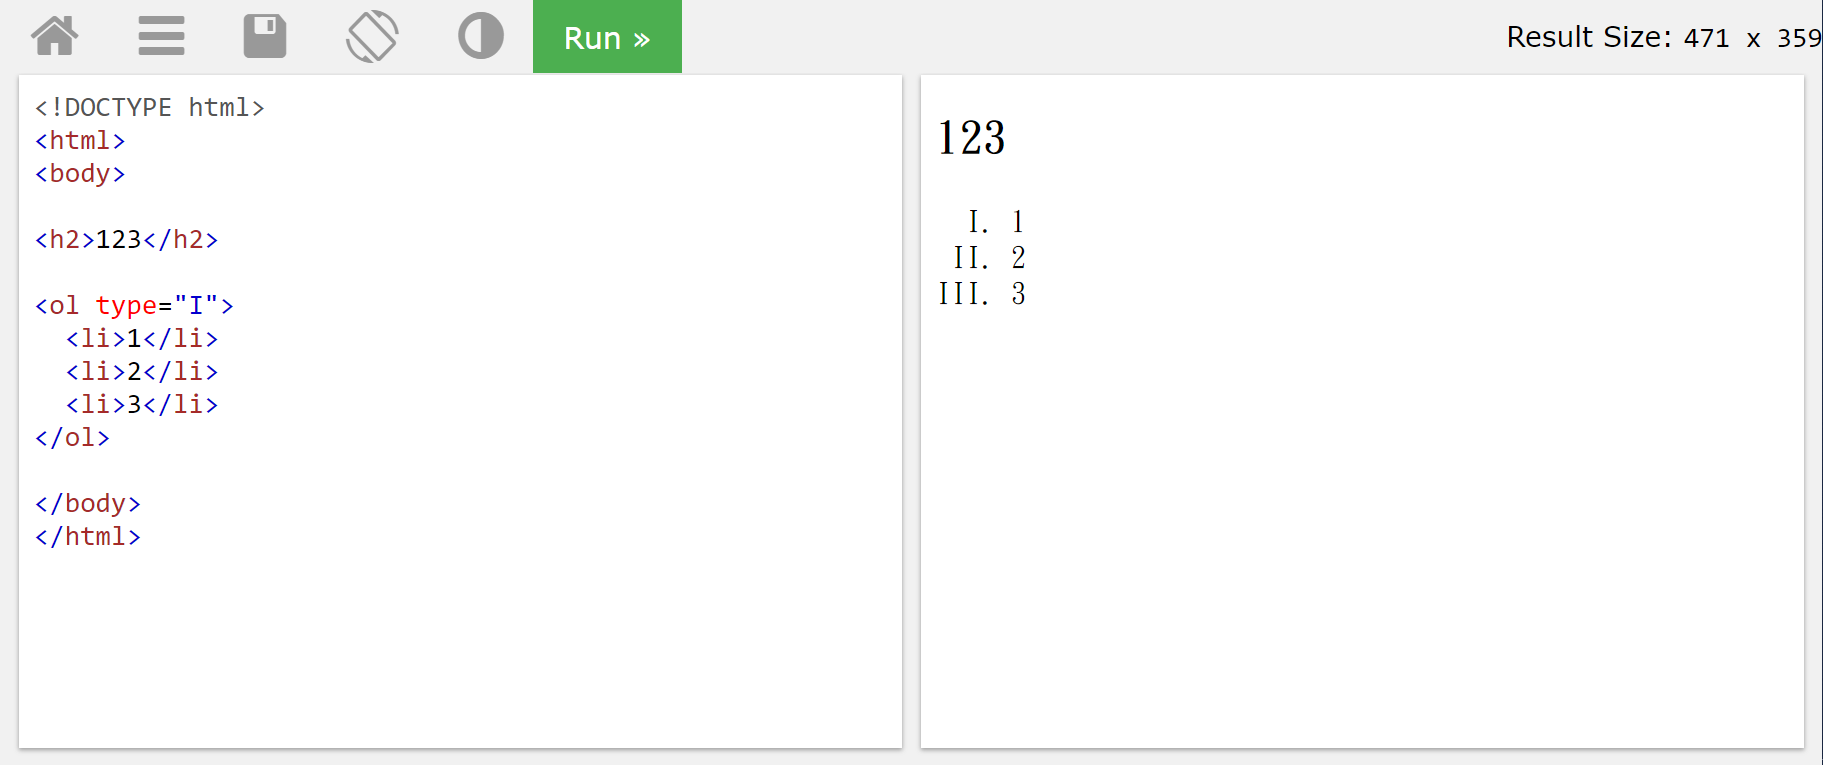 Run »
Result Size: 471 x 359
<!DOCTYPE html>
<html>
<body>
<h2>123</h2>
<ol type="I">
  <li>1</li>
  <li>2</li>
  <li>3</li>
</ol>
</body>
</html>
123
I. 1
II. 2
III. 3